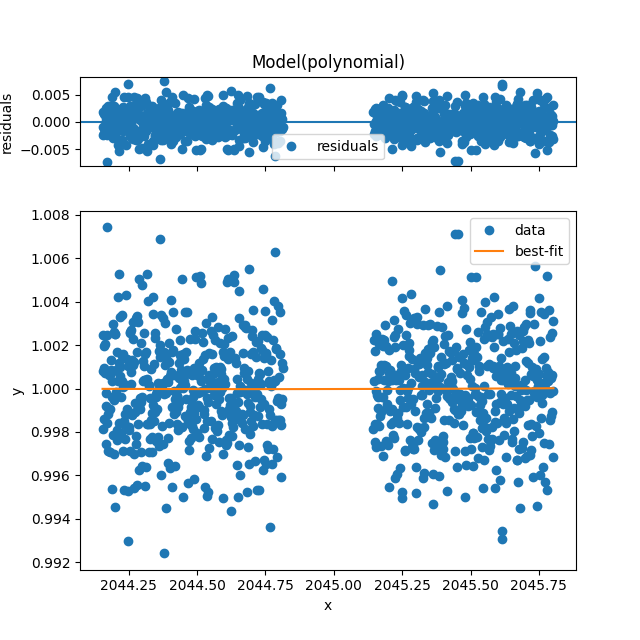 Model(polynomial)
residuals
0.005
0.000
−0.005
residuals
y
1.008
1.006
1.004
1.002
1.000
0.998
0.996
0.994
0.992
data
best-fit
2044.25 2044.50 2044.75 2045.00 2045.25 2045.50 2045.75
x